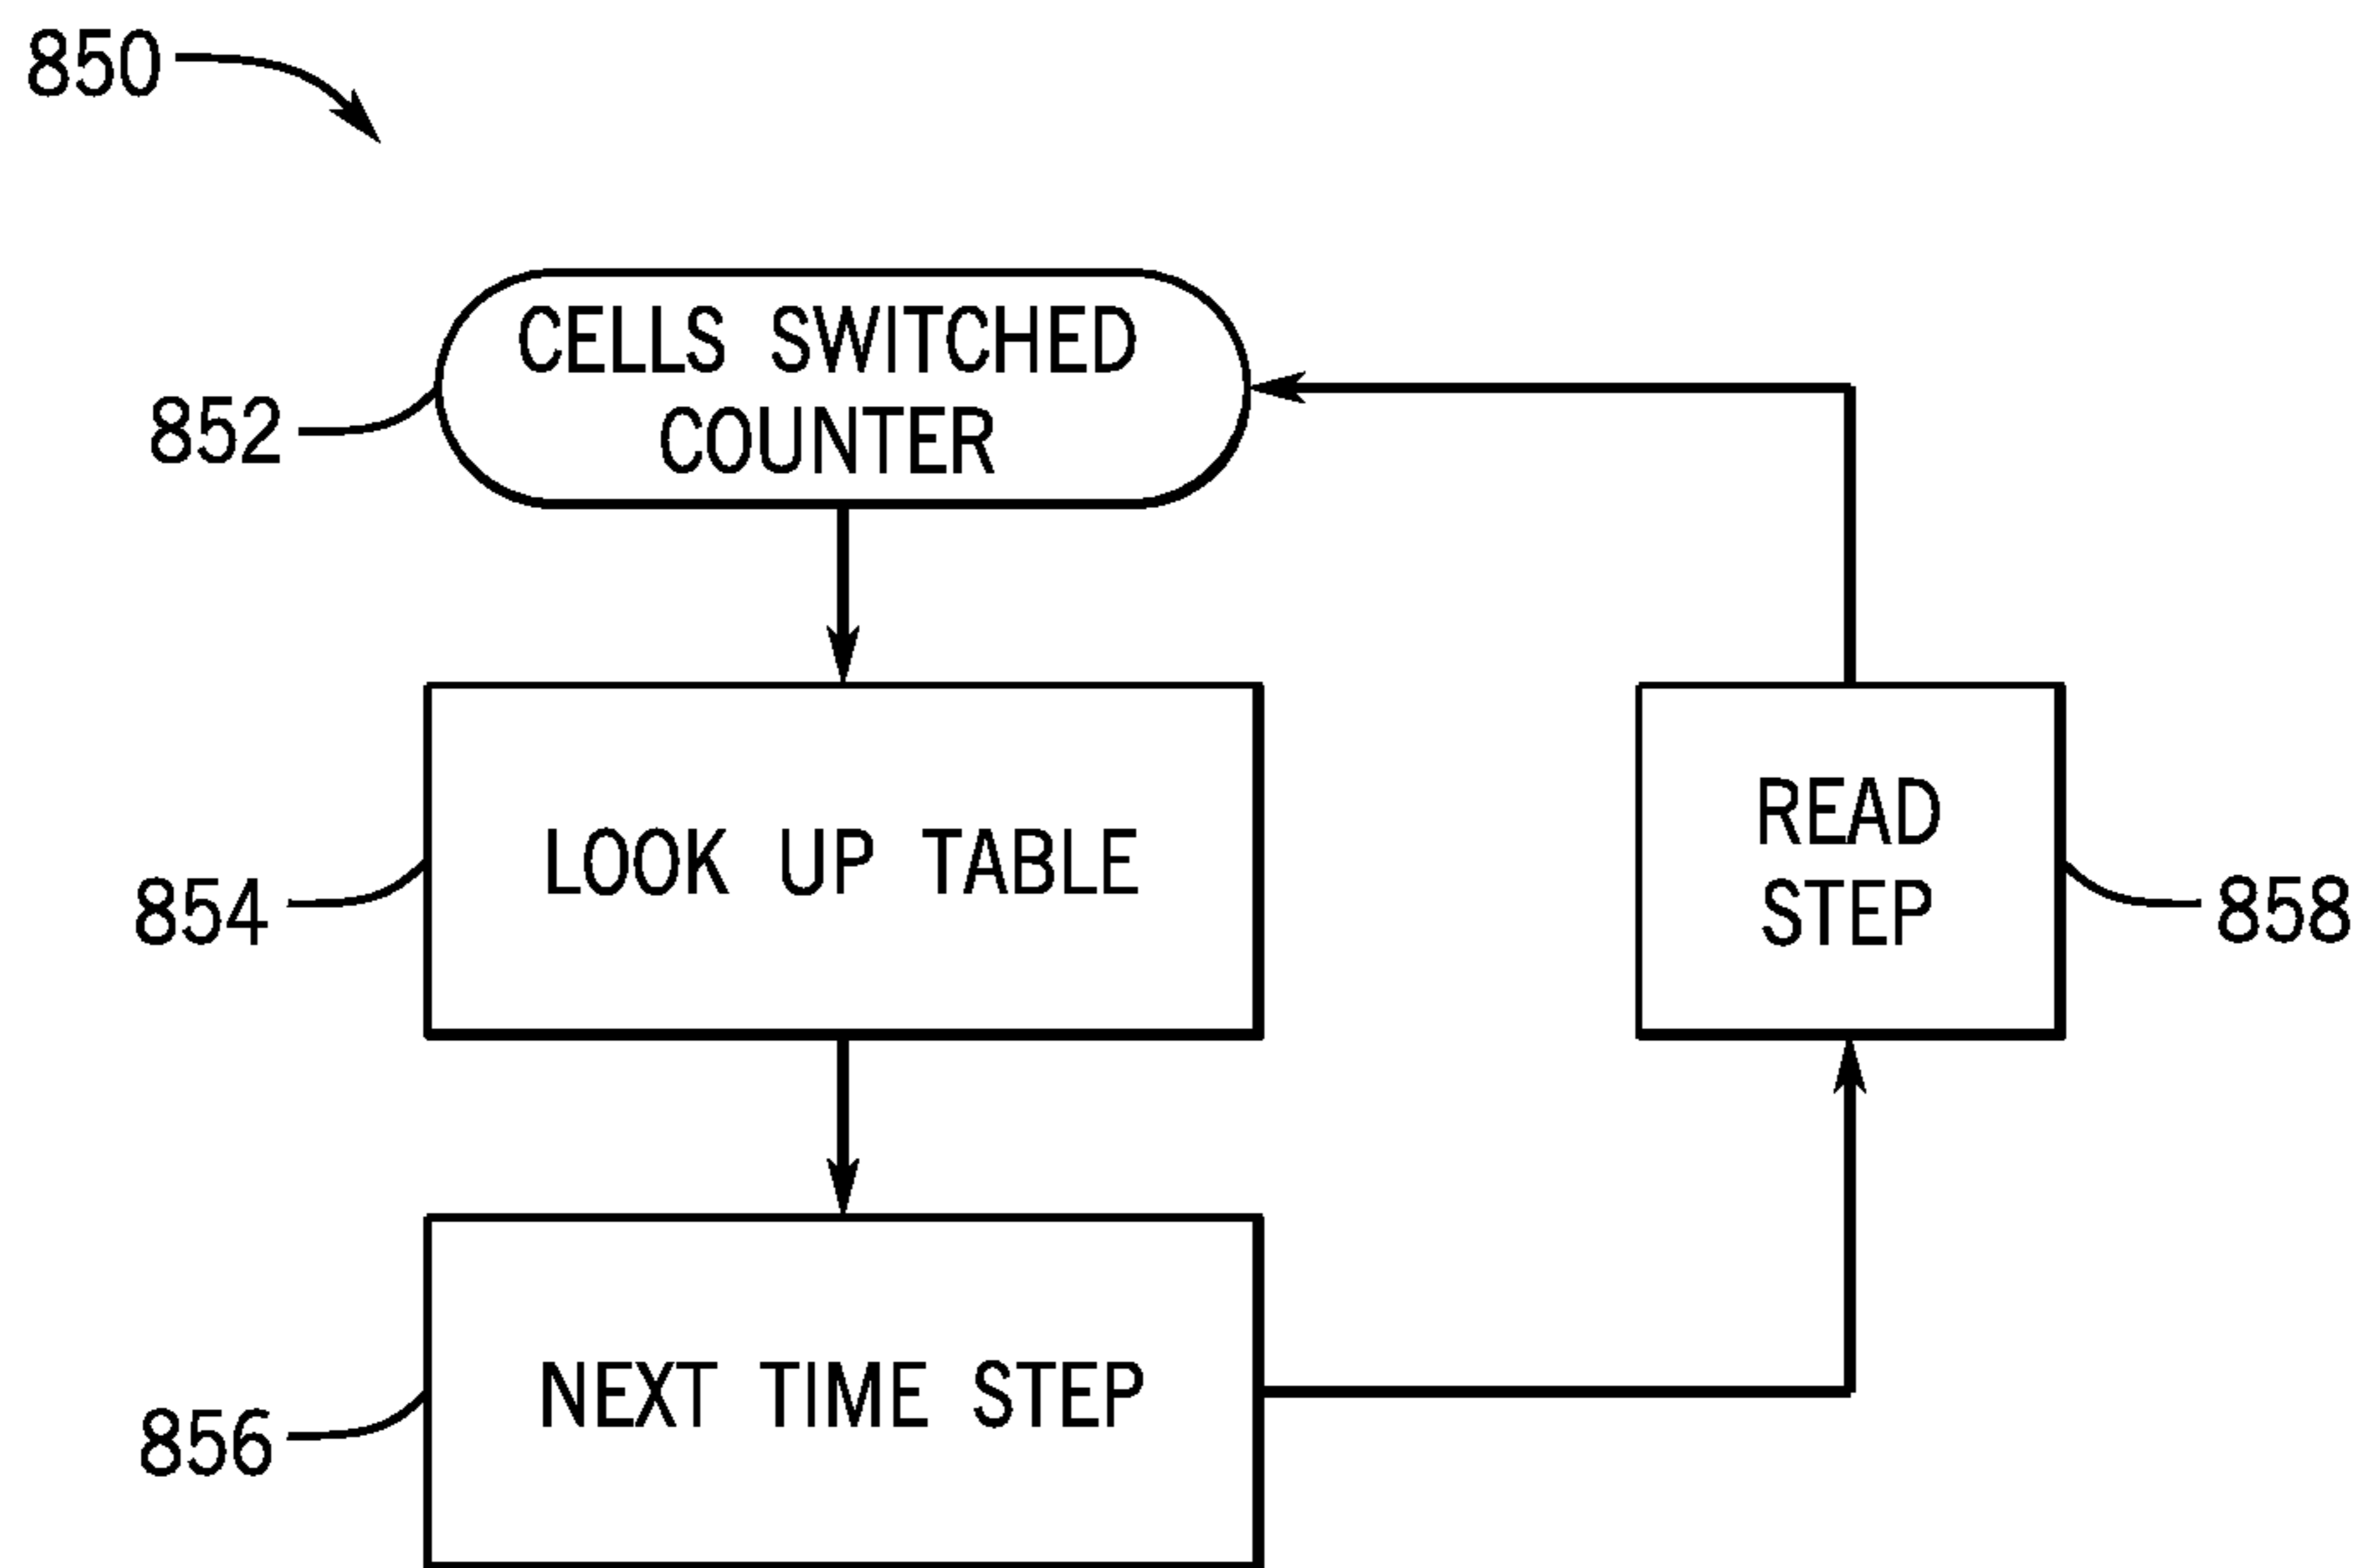 850
CELLS SWITCHED
COUNTER
852
LOOK UP TABLE
854
READ
STEP
858
NEXT TIME STEP
856